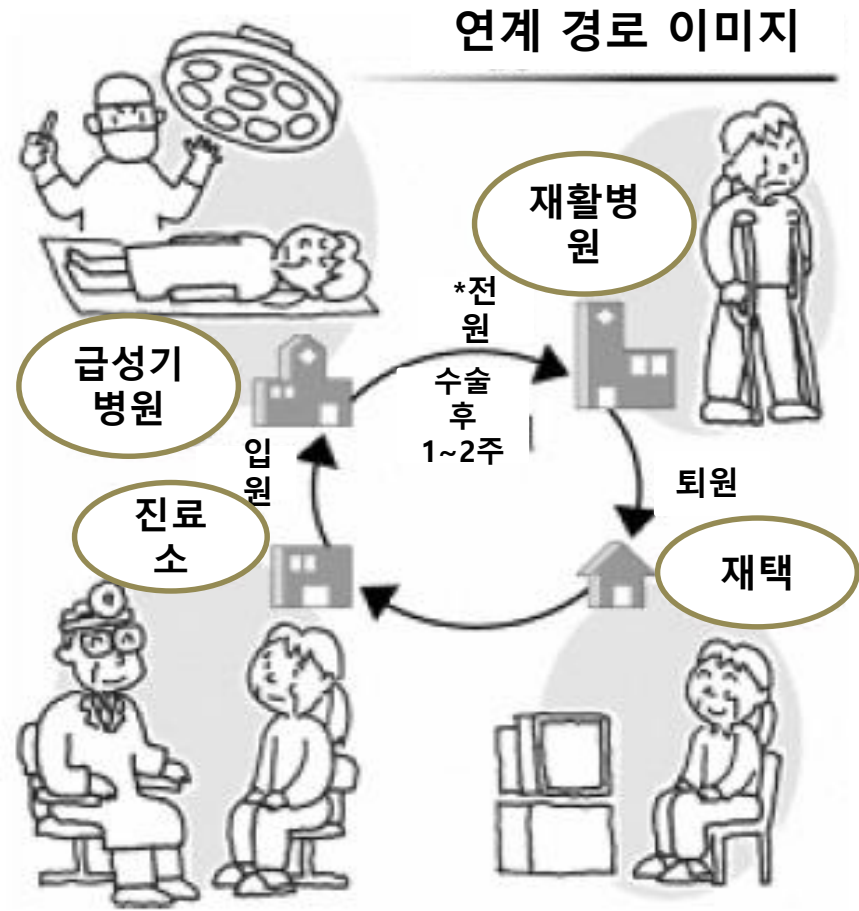 연계 경로 이미지
재활병
원
*전
원
급성기
병원
수술
후
1~2주
입
원
퇴원
진료
소
재택